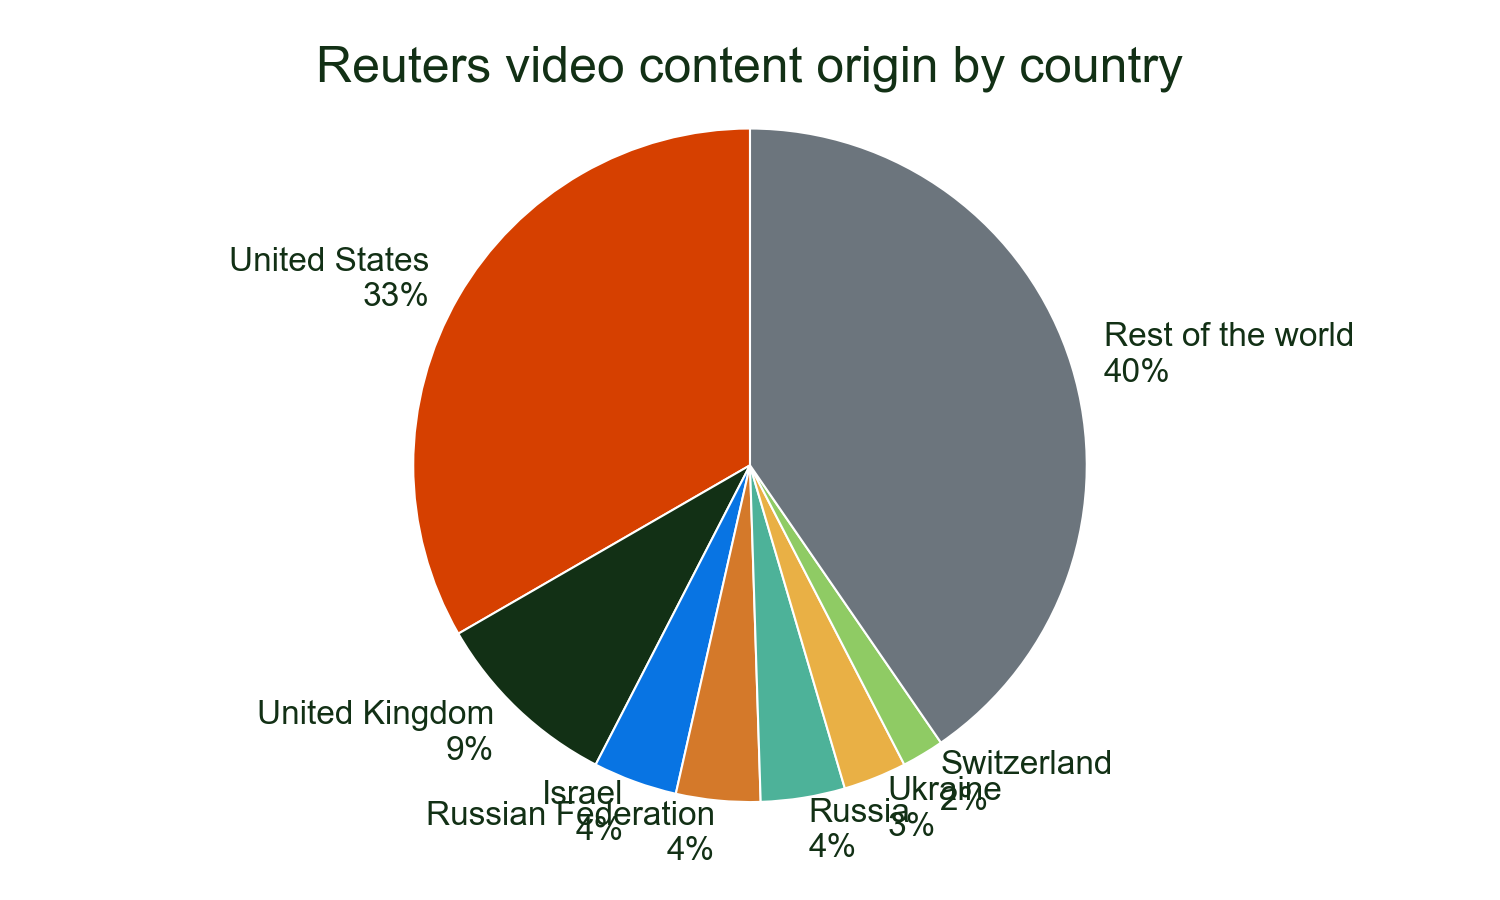 Reuters video content origin by country
United States
33%
Rest of the world
40%
United Kingdom
9%
Israel
4%
Russian Federation
4%
Russia
4%
Ukraine
3%
Switzerland
2%